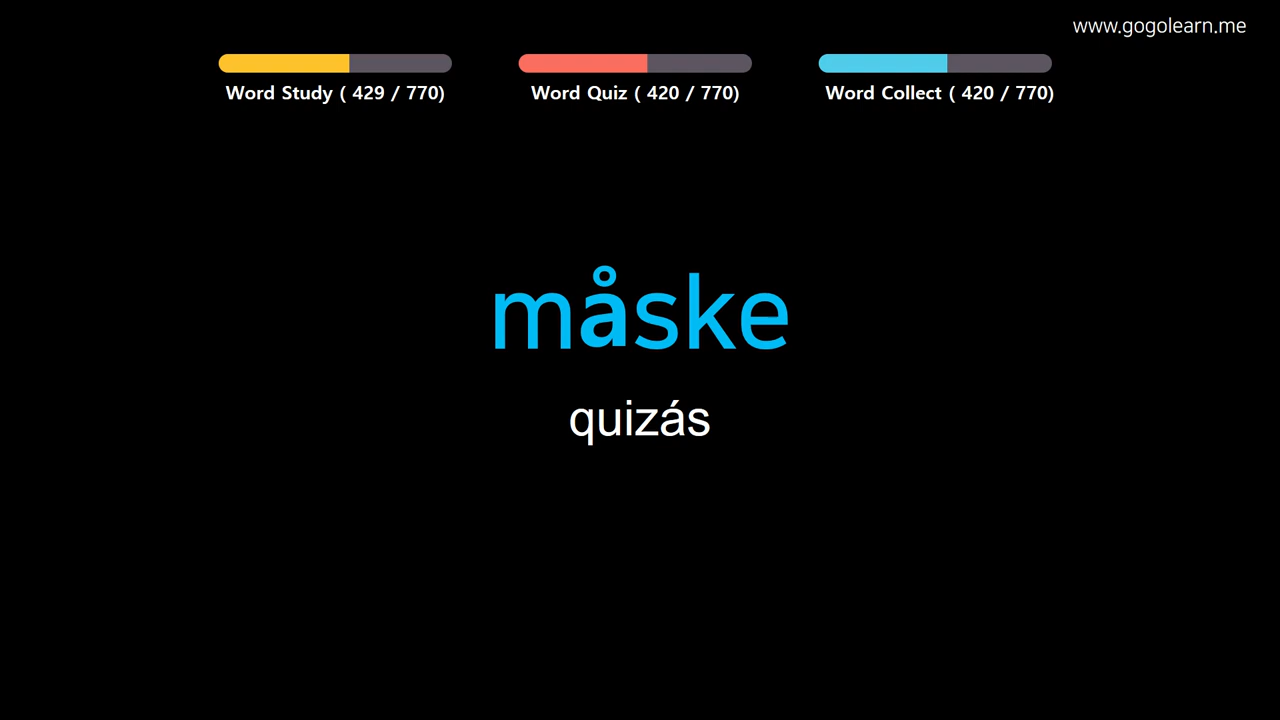 www.gogolearn.me
Word Study ( 429 / 770)
Word Quiz ( 420 / 770)
Word Collect ( 420 / 770)
måske
quizás